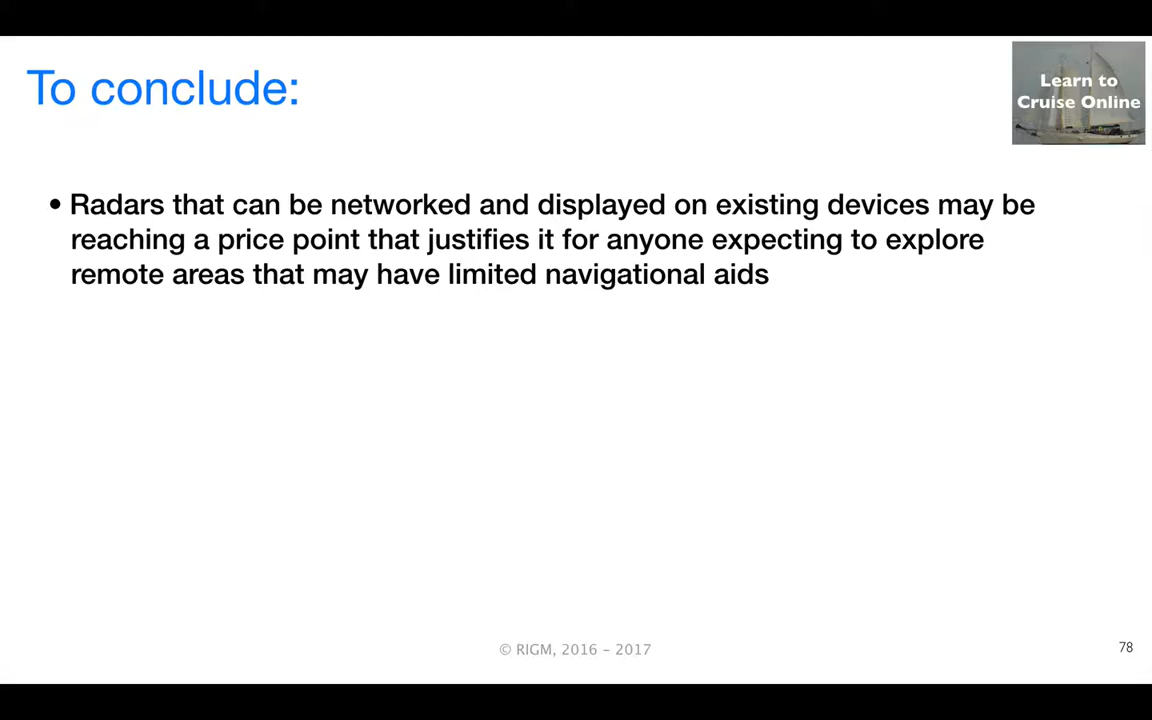 To conclude:
Learn to
Cruise Online
• Radars that can be networked and displayed on existing devices may be
reaching a price point that justifies it for anyone expecting to explore
remote areas that may have limited navigational aids
© RIGM, 2016 - 2017
78